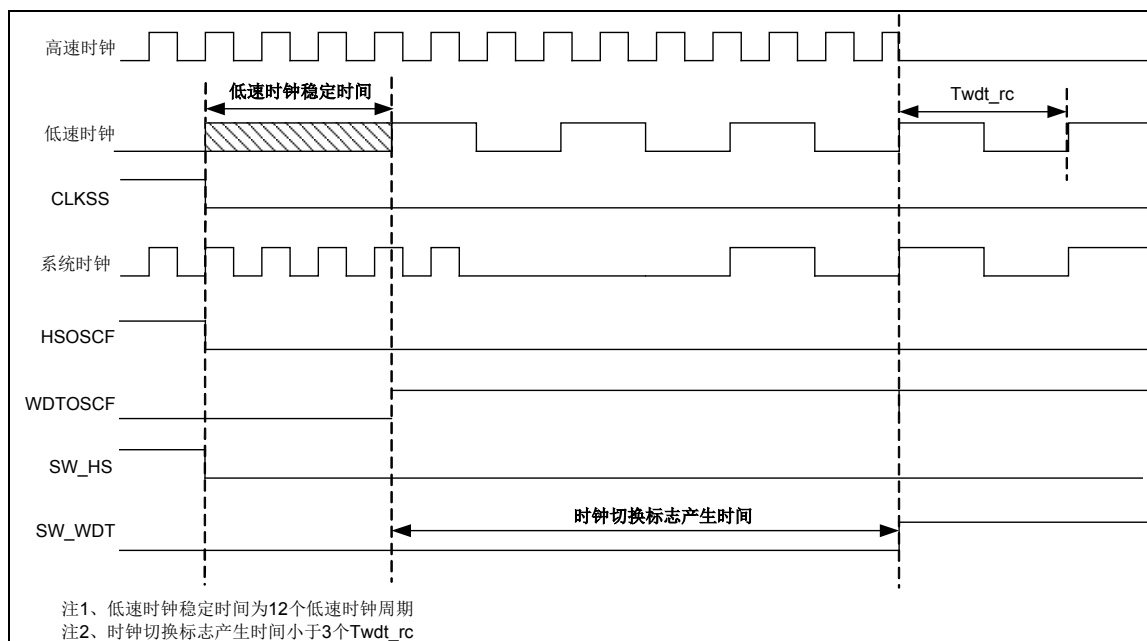 高速时钟
低速时钟稳定时间
Twdt_rc
低速时钟
CLKSS
系统时钟
HSOSCF
WDTOSCF
SW_HS
时钟切换标志产生时间
SW_WDT
注1、低速时钟稳定时间为12个低速时钟周期
注2、时钟切换标志产生时间小于3个Twdt_rc